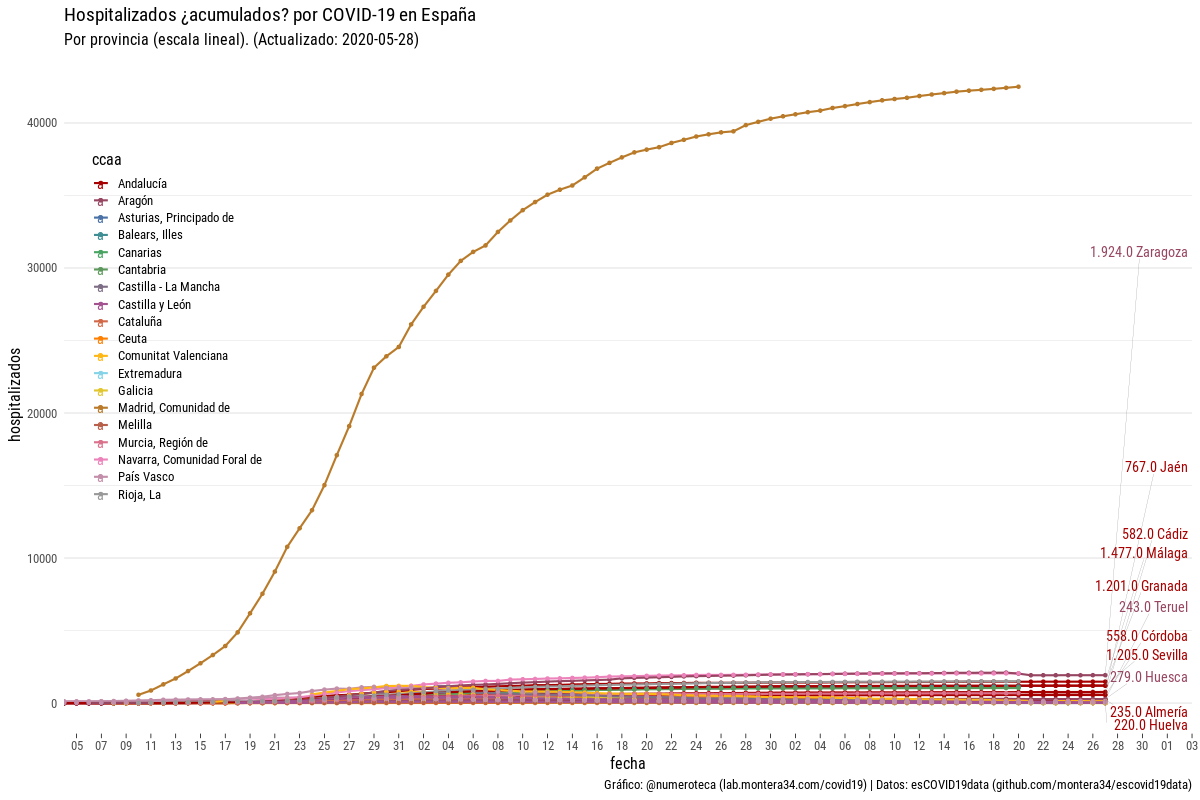 Hospitalizados ¿acumulados? por COVID-19 en España
Por provincia (escala lineal). (Actualizado: 2020-05-28)
40000
30000
20000
10000
0
hospitalizados
ccaa
Andalucía
Aragón
Asturias, Principado de
Balears, Illes
Canarias
Cantabria
Castilla - La Mancha
Castilla y León
Cataluña
Ceuta
Comunitat Valenciana
Extremadura
Galicia
Madrid, Comunidad de
Melilla
Murcia, Región de
Navarra, Comunidad Foral de
País Vasco
Rioja, La
1.924.0 Zaragoza
767.0 Jaén
582.0 Cádiz
1.477.0 Málaga
1.201.0 Granada
243.0 Teruel
558.0 Córdoba
1.205.0 Sevilla
279.0 Huesca
235.0 Almería
220.0 Huelva
05 07 09 11 13 15 17 19 21 23 25 27 29 31 02 04 06 08 10 12 14 16 18 20 22 24 26 28 30 02 04 06 08 10 12 14 16 18 20 22 24 26 28 30 01 03
fecha
Gráfico: @numeroteca (lab.montera34.com/covid19) | Datos: esCOVID19data (github.com/montera34/escovid19data)